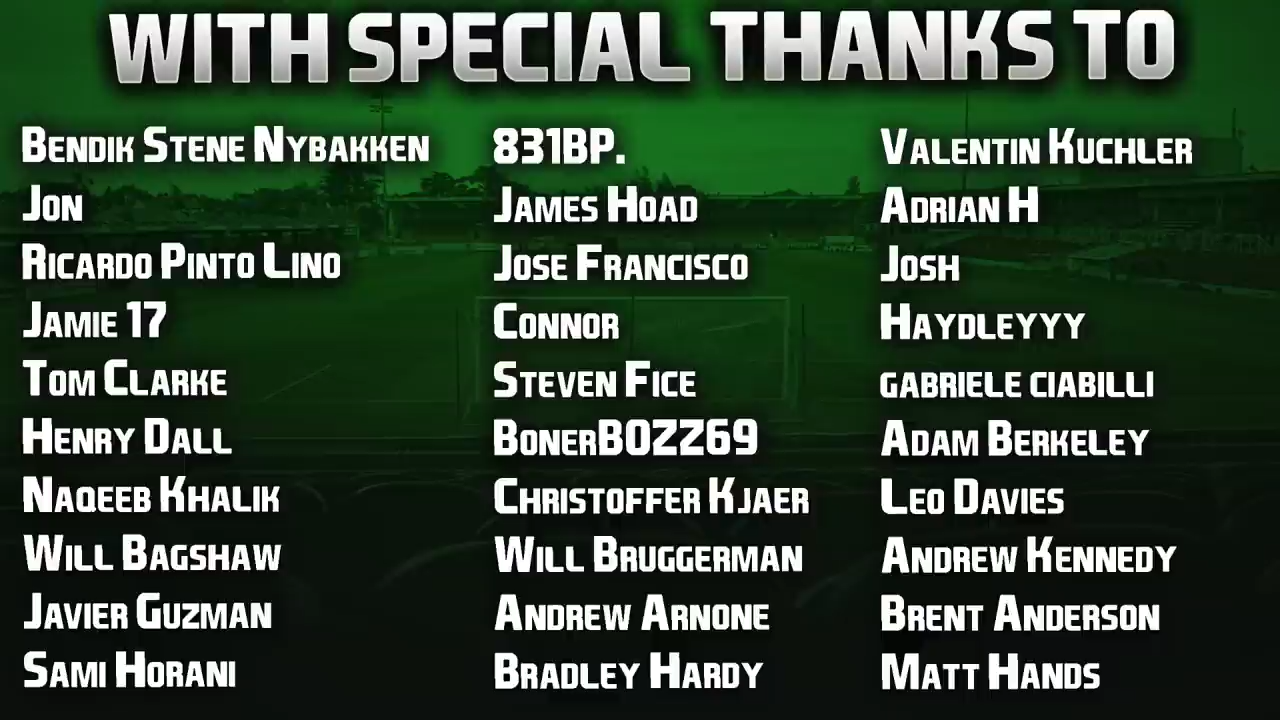 WITH SPECIAL THANKS TO
Bendik Stene Nybakken
Jon
Ricardo Pinto Lino
Jamie 17
Tom Clarke
Henry Dall
Naqeeb Khalik
Will Bagshaw
Javier Guzman
Sami Horani
831BP.
James Hoad
Jose Francisco
Connor
Steven Fice
BonerB0ZZ69
Christoffer Kjaer
Will Bruggerman
Andrew Arnone
Bradley Hardy
Valentin Kuchler
Adrian H
Josh
Haydleyyy
gabriele ciabilli
Adam Berkeley
Leo Davies
Andrew Kennedy
Brent Anderson
Matt Hands